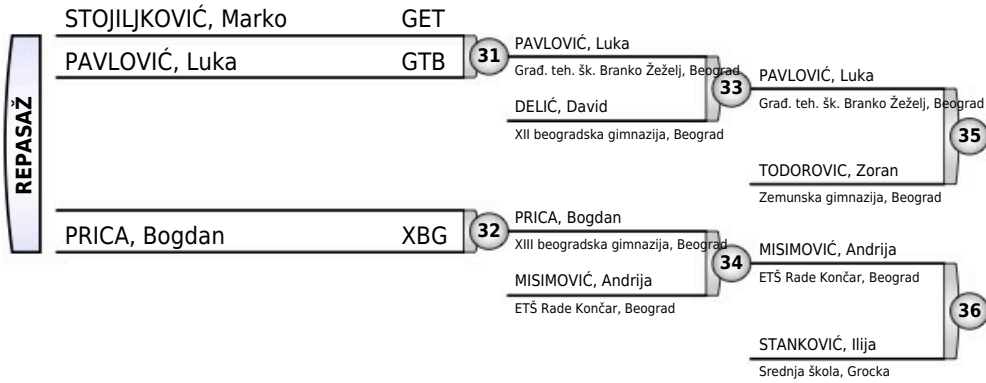 STOJILJKOVIĆ, Marko GET
PAVLOVIĆ, Luka GTB
31
PAVLOVIĆ, Luka
Građ. teh. šk. Branko Žeželj, Beograd
DELIĆ, David
XII beogradska gimnazija, Beograd
33
PAVLOVIĆ, Luka
Građ. teh. šk. Branko Žeželj, Beograd
TODOROVIC, Zoran
Zemunska gimnazija, Beograd
35
REPASAŽ
PRICA, Bogdan XBG
32
PRICA, Bogdan
XIII beogradska gimnazija, Beograd
MISIMOVIĆ, Andrija
ETŠ Rade Končar, Beograd
34
MISIMOVIĆ, Andrija
ETŠ Rade Končar, Beograd
STANKOVIĆ, Ilija
Srednja škola, Grocka
36